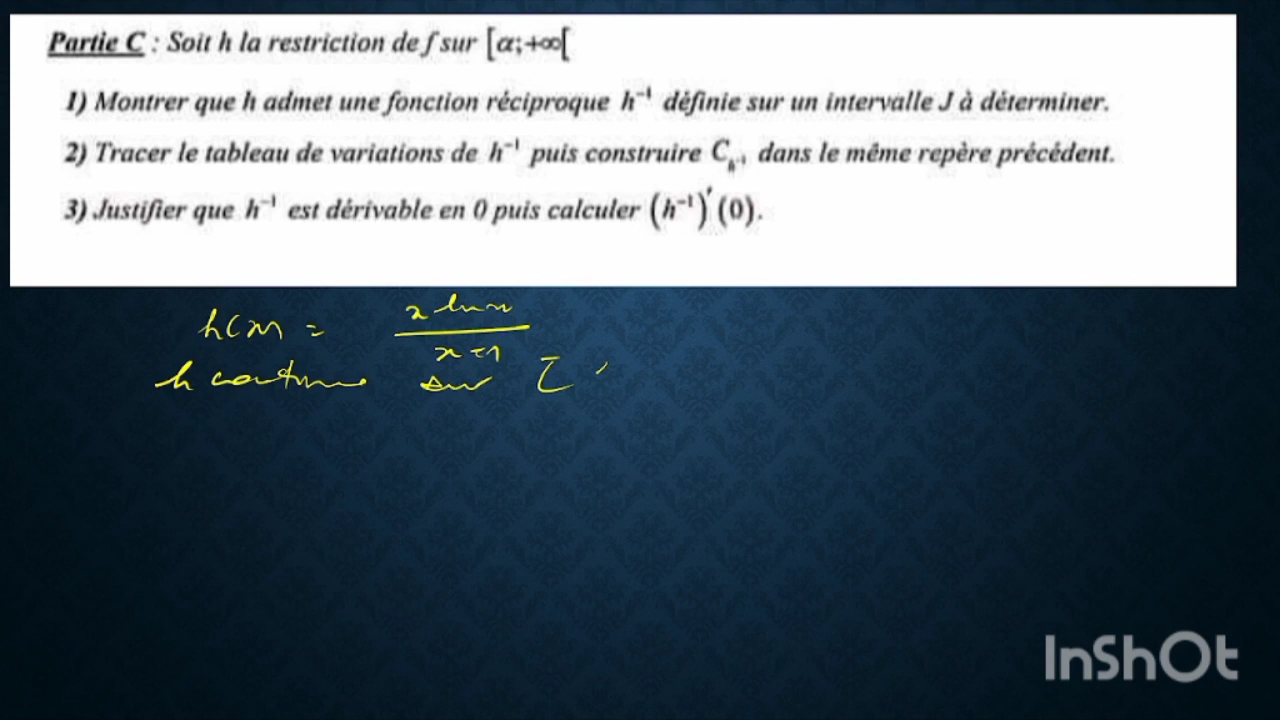 Partie C : Soit h la restriction de f sur [α;+∞[
1) Montrer que h admet une fonction réciproque h⁻¹ définie sur un intervalle J à déterminer.
2) Tracer le tableau de variations de h⁻¹ puis construire C_h⁻¹ dans le même repère précédent.
3) Justifier que h⁻¹ est dérivable en 0 puis calculer (h⁻¹)′(0).
h(x) = x ln x / x+1
h continue sur [
InShOt